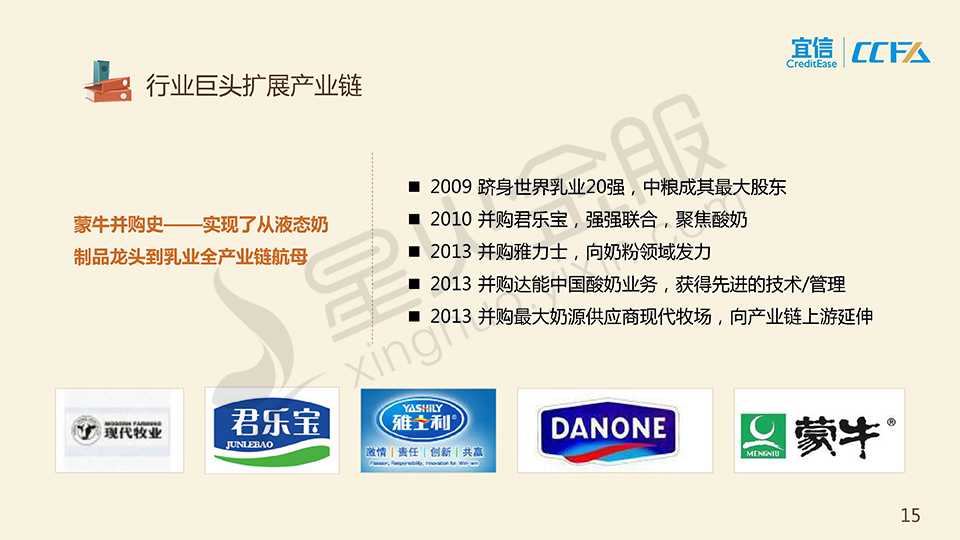 宜信
CreditEase
CCFA
行业巨头扩展产业链
蒙牛并购史——实现了从液态奶
制品龙头到乳业全产业链航母
■ 2009 跻身世界乳业20强，中粮成其最大股东
■ 2010 并购君乐宝，强强联合，聚焦酸奶
■ 2013 并购雅力士，向奶粉领域发力
■ 2013 并购达能中国酸奶业务，获得先进的技术/管理
■ 2013 并购最大奶源供应商现代牧场，向产业链上游延伸
星火金服
xinghuo.yixin.com
MODERN FARMING
现代牧业
君乐宝
JUNLEBAO
YASHILY
雅士利®
激情｜责任｜创新｜共赢
Passion, Responsibility, Innovation for Win-win
DANONE
MENGNIU
蒙牛®
15